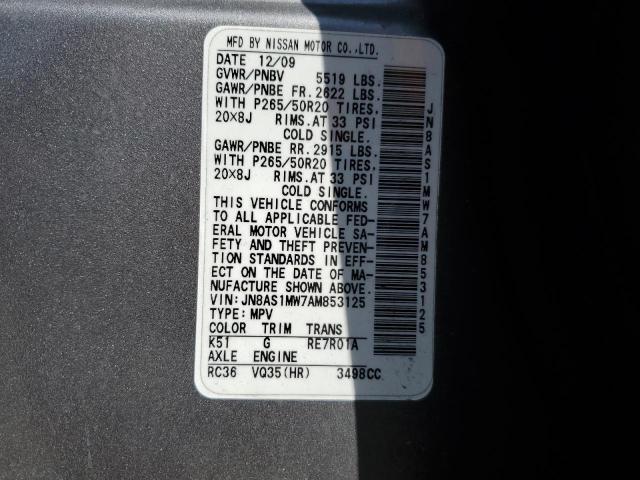 MFD BY NISSAN MOTOR CO.,LTD.
DATE 12/09
GVWR/PNBV 5519 LBS.
GAWR/PNBE FR. 2622 LBS.
WITH P265/50R20 TIRES.
20X8J RIMS.AT 33 PSI
COLD SINGLE.
GAWR/PNBE RR. 2915 LBS.
WITH P265/50R20 TIRES.
20X8J RIMS.AT 33 PSI
COLD SINGLE.
THIS VEHICLE CONFORMS
TO ALL APPLICABLE FED-
ERAL MOTOR VEHICLE SA-
FETY AND THEFT PREVEN-
TION STANDARDS IN EFF-
ECT ON THE DATE OF MA-
NUFACTURE SHOWN ABOVE.
VIN:JN8AS1MW7AM853125
TYPE:MPV
COLOR TRIM TRANS
K51 G RE7R01A
AXLE ENGINE
RC36 VQ35(HR) 3498CC
JN8AS1MW7AM853125